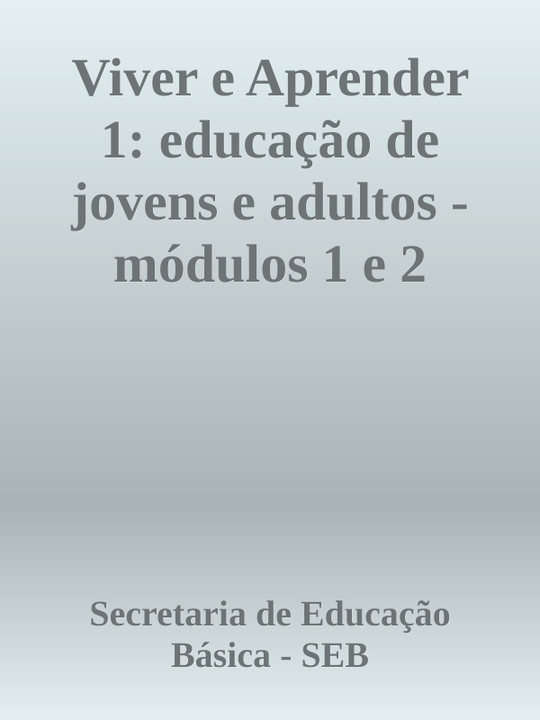 Viver e Aprender
1: educação de
jovens e adultos -
módulos 1 e 2
Secretaria de Educação
Básica - SEB